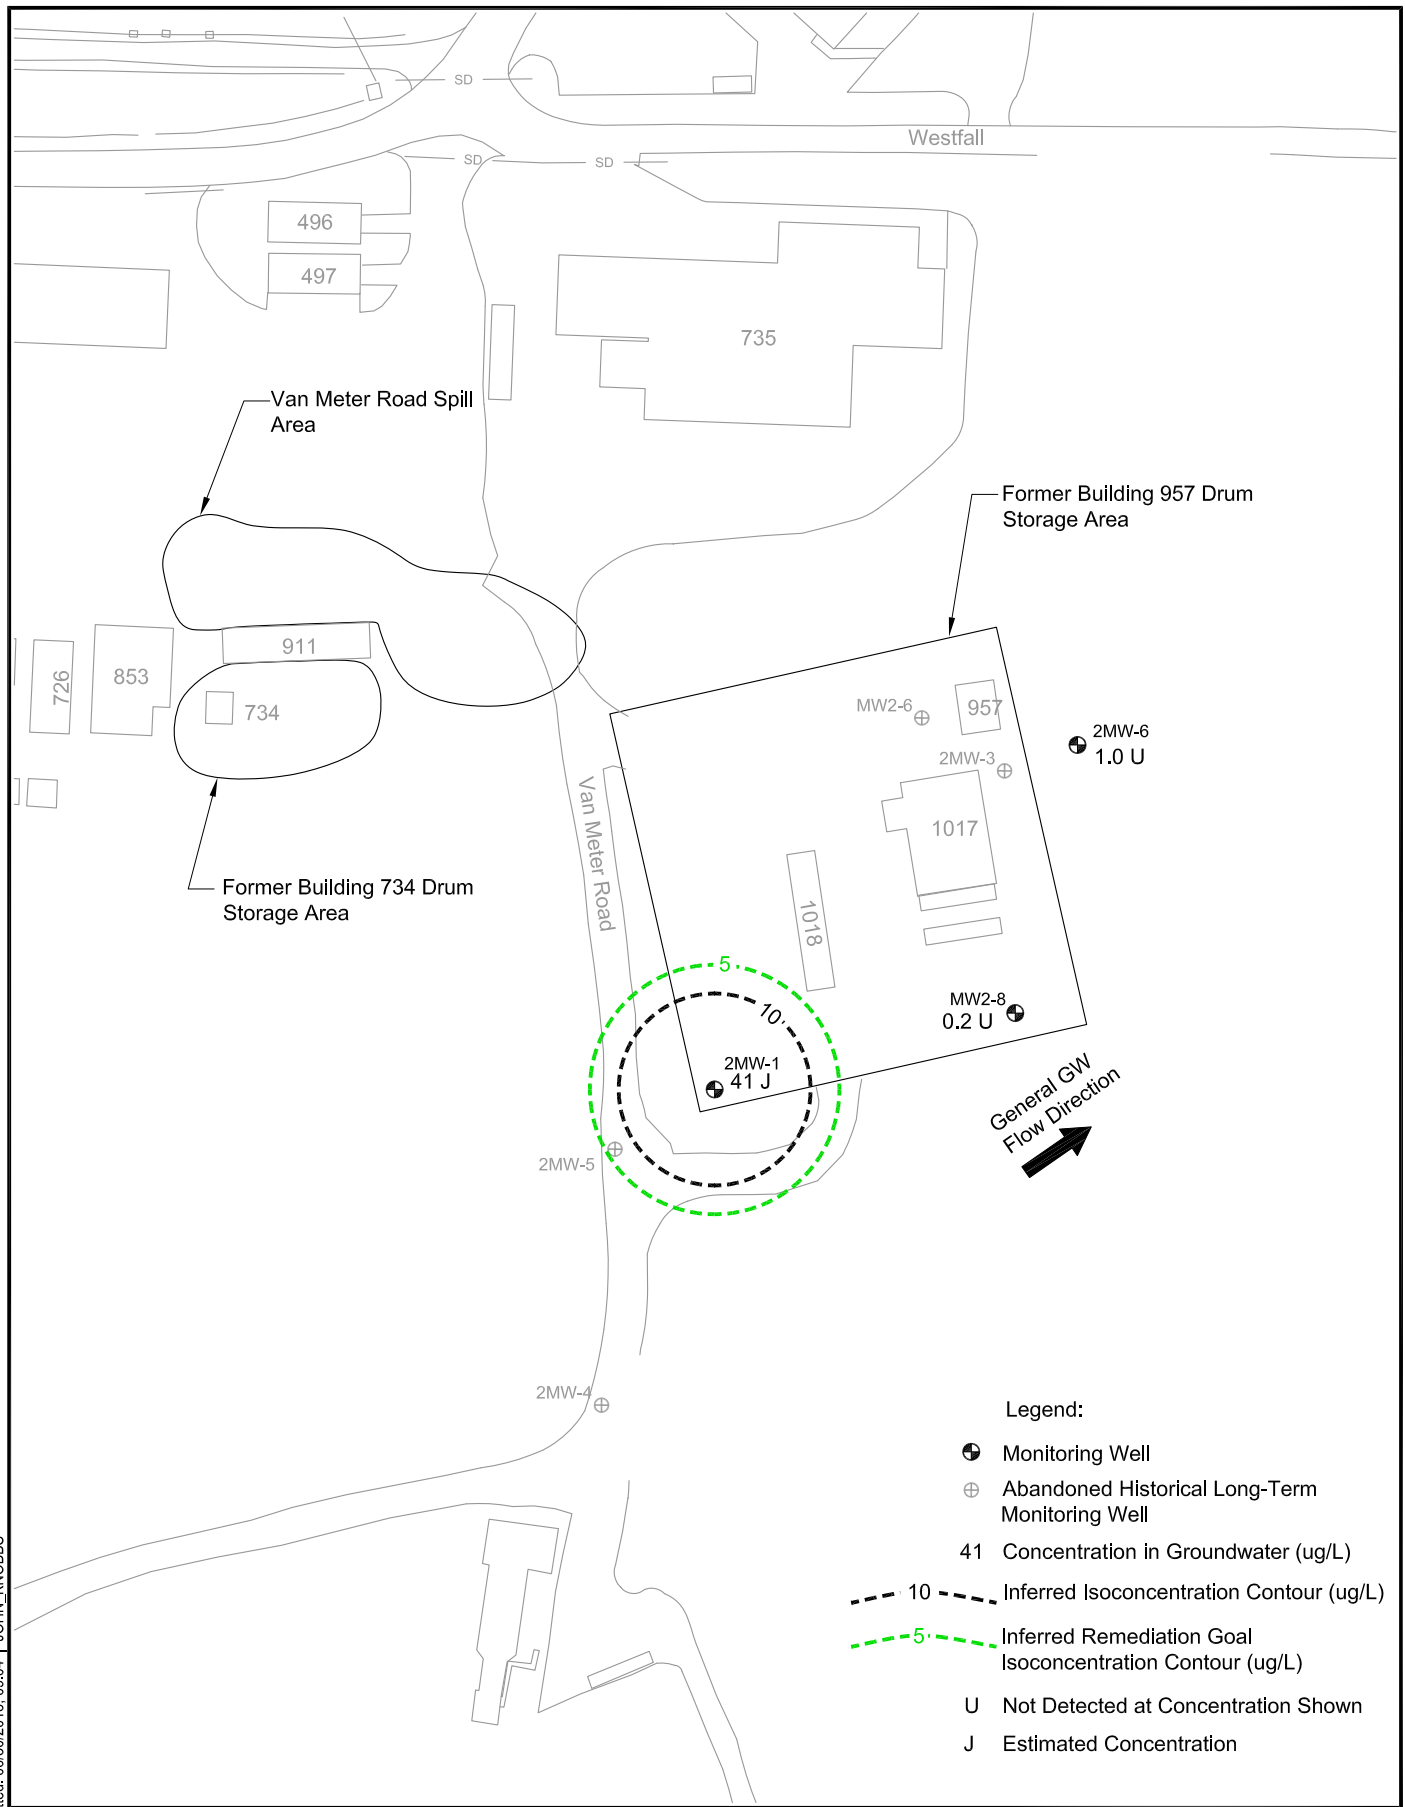 SD
Westfall
SD
SD
496
497
735
Van Meter Road Spill
Area
Former Building 957 Drum
Storage Area
911
853
726
734
MW2-6
957
2MW-6
1.0 U
2MW-3
1017
Van Meter Road
Former Building 734 Drum
Storage Area
1018
5
10
MW2-8
0.2 U
2MW-1
41 J
General GW
Flow Direction
2MW-5
2MW-4
Legend:
Monitoring Well
Abandoned Historical Long-Term
Monitoring Well
41 Concentration in Groundwater (ug/L)
10 Inferred Isoconcentration Contour (ug/L)
5 Inferred Remediation Goal
Isoconcentration Contour (ug/L)
U Not Detected at Concentration Shown
J Estimated Concentration